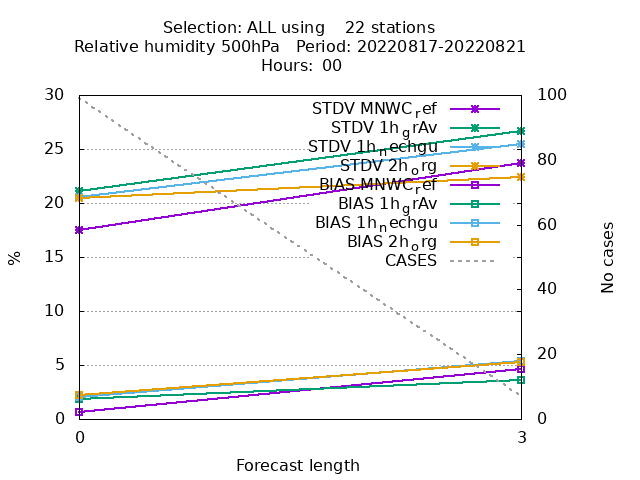 Selection: ALL using    22 stations
Relative humidity 500hPa   Period: 20220817-20220821
Hours: 00
30
25
20
15
10
5
0
%
STDV MNWC_ref
STDV 1h_grAv
STDV 1h_nechgu
STDV 2h_org
BIAS MNWC_ref
BIAS 1h_grAv
BIAS 1h_nechgu
BIAS 2h_org
CASES
100
80
60
40
20
0
No cases
0 3
Forecast length